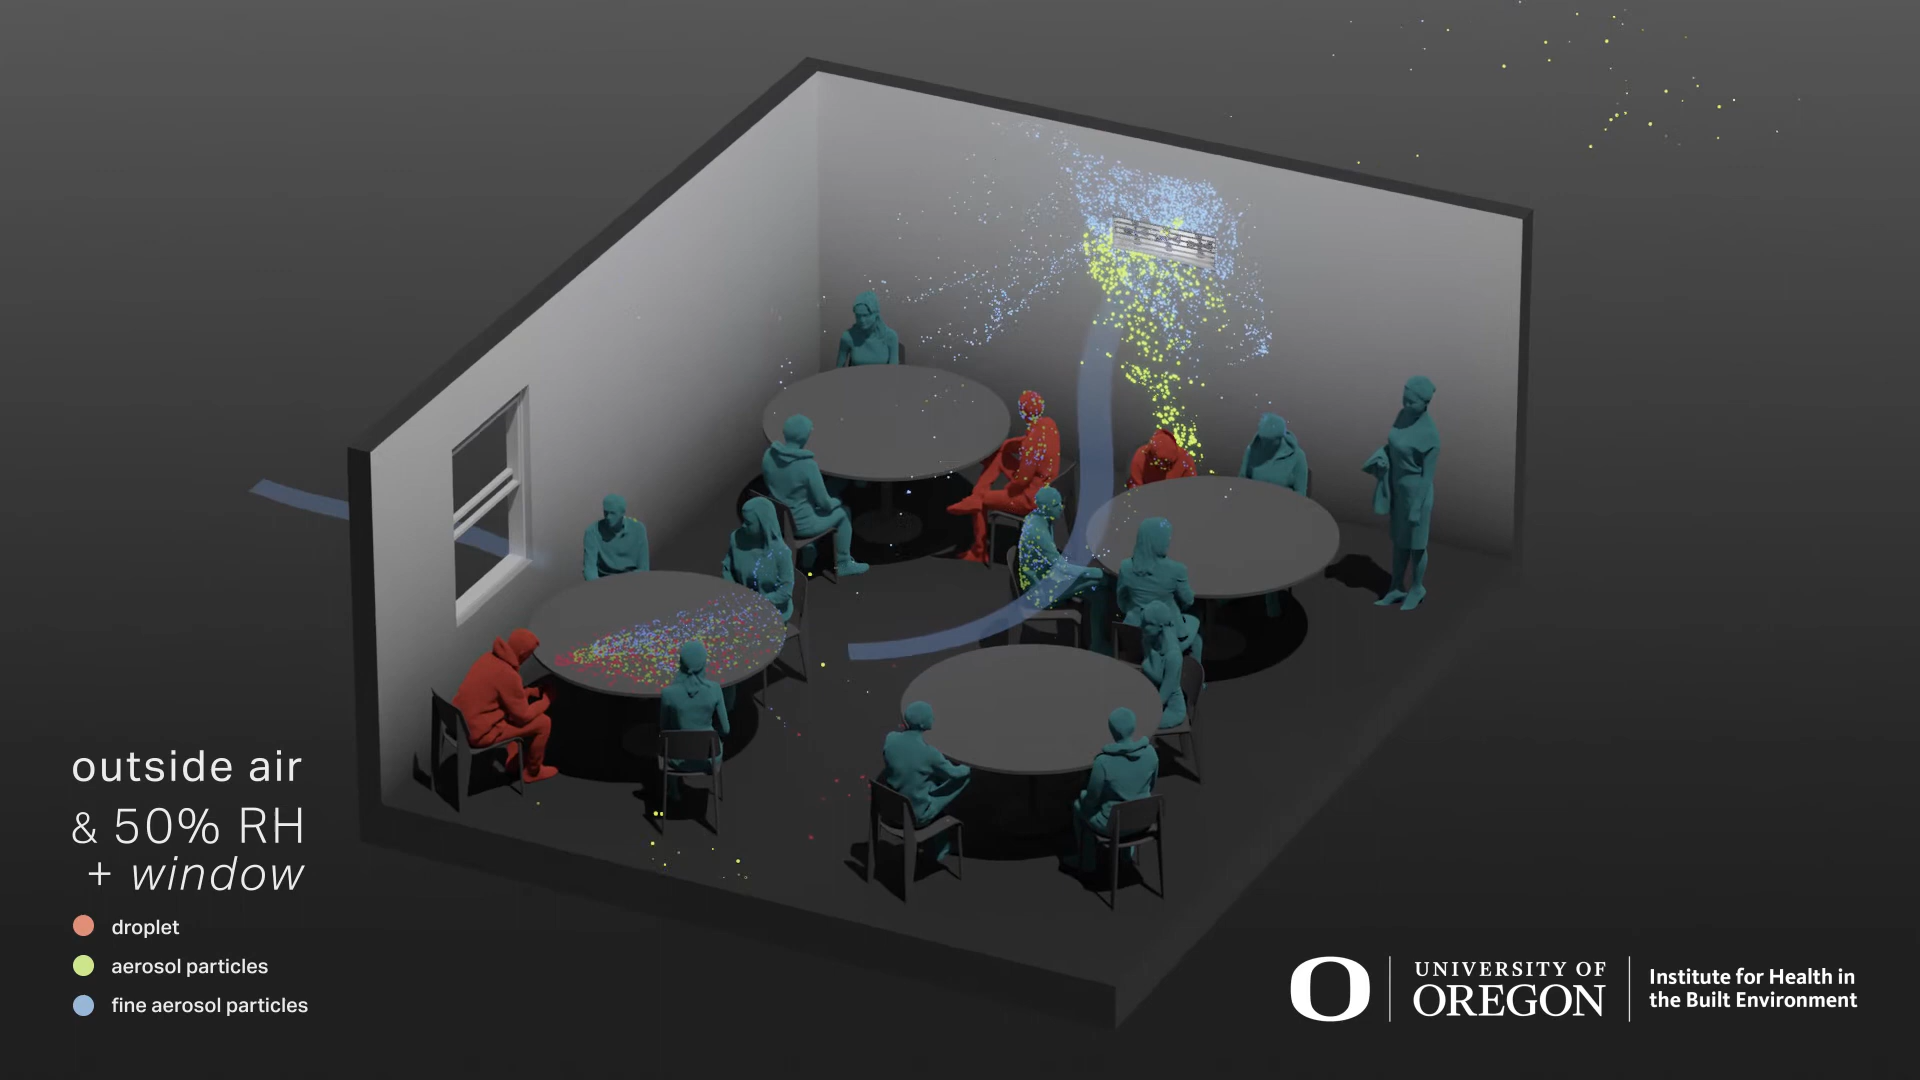 outside air
& 50% RH
+ window
droplet
aerosol particles
fine aerosol particles
O
UNIVERSITY OF
OREGON
Institute for Health in
the Built Environment